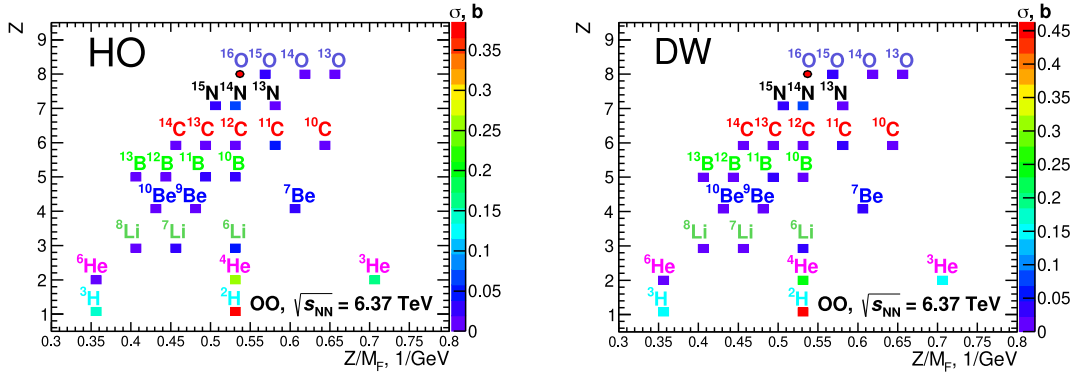 HO
σ, b
Z
9
8
7
6
5
4
3
2
1
¹⁶O ¹⁵O ¹⁴O ¹³O
¹⁵N ¹⁴N ¹³N
¹⁴C ¹³C ¹²C ¹¹C ¹⁰C
¹³B ¹²B ¹¹B ¹⁰B
¹⁰Be ⁹Be ⁷Be
⁸Li ⁷Li ⁶Li
⁶He ⁴He ³He
³H ²H
OO, √s_NN = 6.37 TeV
0.3 0.35 0.4 0.45 0.5 0.55 0.6 0.65 0.7 0.75
Z/M_F, 1/GeV
0.35
0.3
0.25
0.2
0.15
0.1
0.05
0
DW
σ, b
Z
9
8
7
6
5
4
3
2
1
¹⁶O ¹⁵O ¹⁴O ¹³O
¹⁵N ¹⁴N ¹³N
¹⁴C ¹³C ¹²C ¹¹C ¹⁰C
¹³B ¹²B ¹¹B ¹⁰B
¹⁰Be ⁹Be ⁷Be
⁸Li ⁷Li ⁶Li
⁶He ⁴He ³He
³H ²H
OO, √s_NN = 6.37 TeV
0.3 0.35 0.4 0.45 0.5 0.55 0.6 0.65 0.7 0.75
Z/M_F, 1/GeV
0.45
0.4
0.35
0.3
0.25
0.2
0.15
0.1
0.05
0